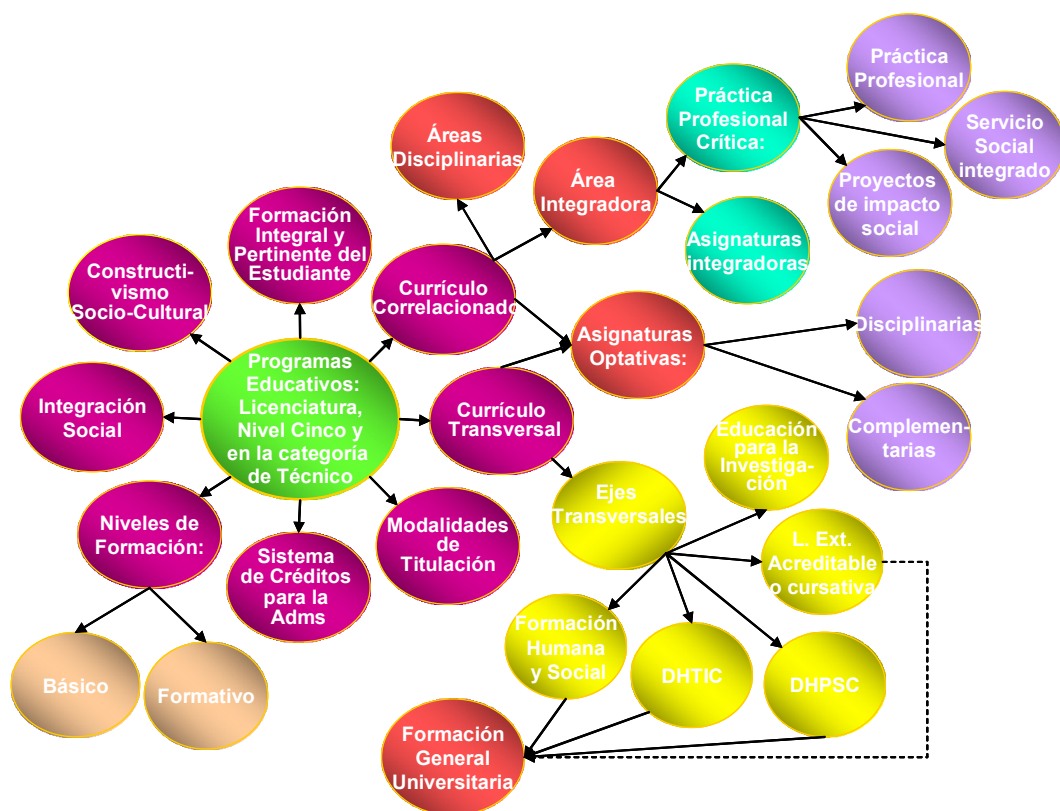 Práctica
Profesional
Servicio
Social
integrado
Práctica
Profesional
Crítica:
Proyectos
de impacto
social
Áreas
Disciplinarias
Área
Integradora
Asignaturas
integradoras
Formación
Integral y
Pertinente del
Estudiante
Constructi-
vismo
Socio-Cultural
Currículo
Correlacionado
Asignaturas
Optativas:
Disciplinarias
Complemen-
tarias
Programas
Educativos:
Licenciatura,
Nivel Cinco y
en la categoría
de Técnico
Integración
Social
Currículo
Transversal
Educación
para la
Investiga-
ción
Ejes
Transversales
L. Ext.
Acreditable
o cursativa
Niveles de
Formación:
Sistema
de Créditos
para la
Adms
Modalidades
de
Titulación
Formación
Humana
y Social
DHTIC
DHPSC
Básico
Formativo
Formación
General
Universitaria